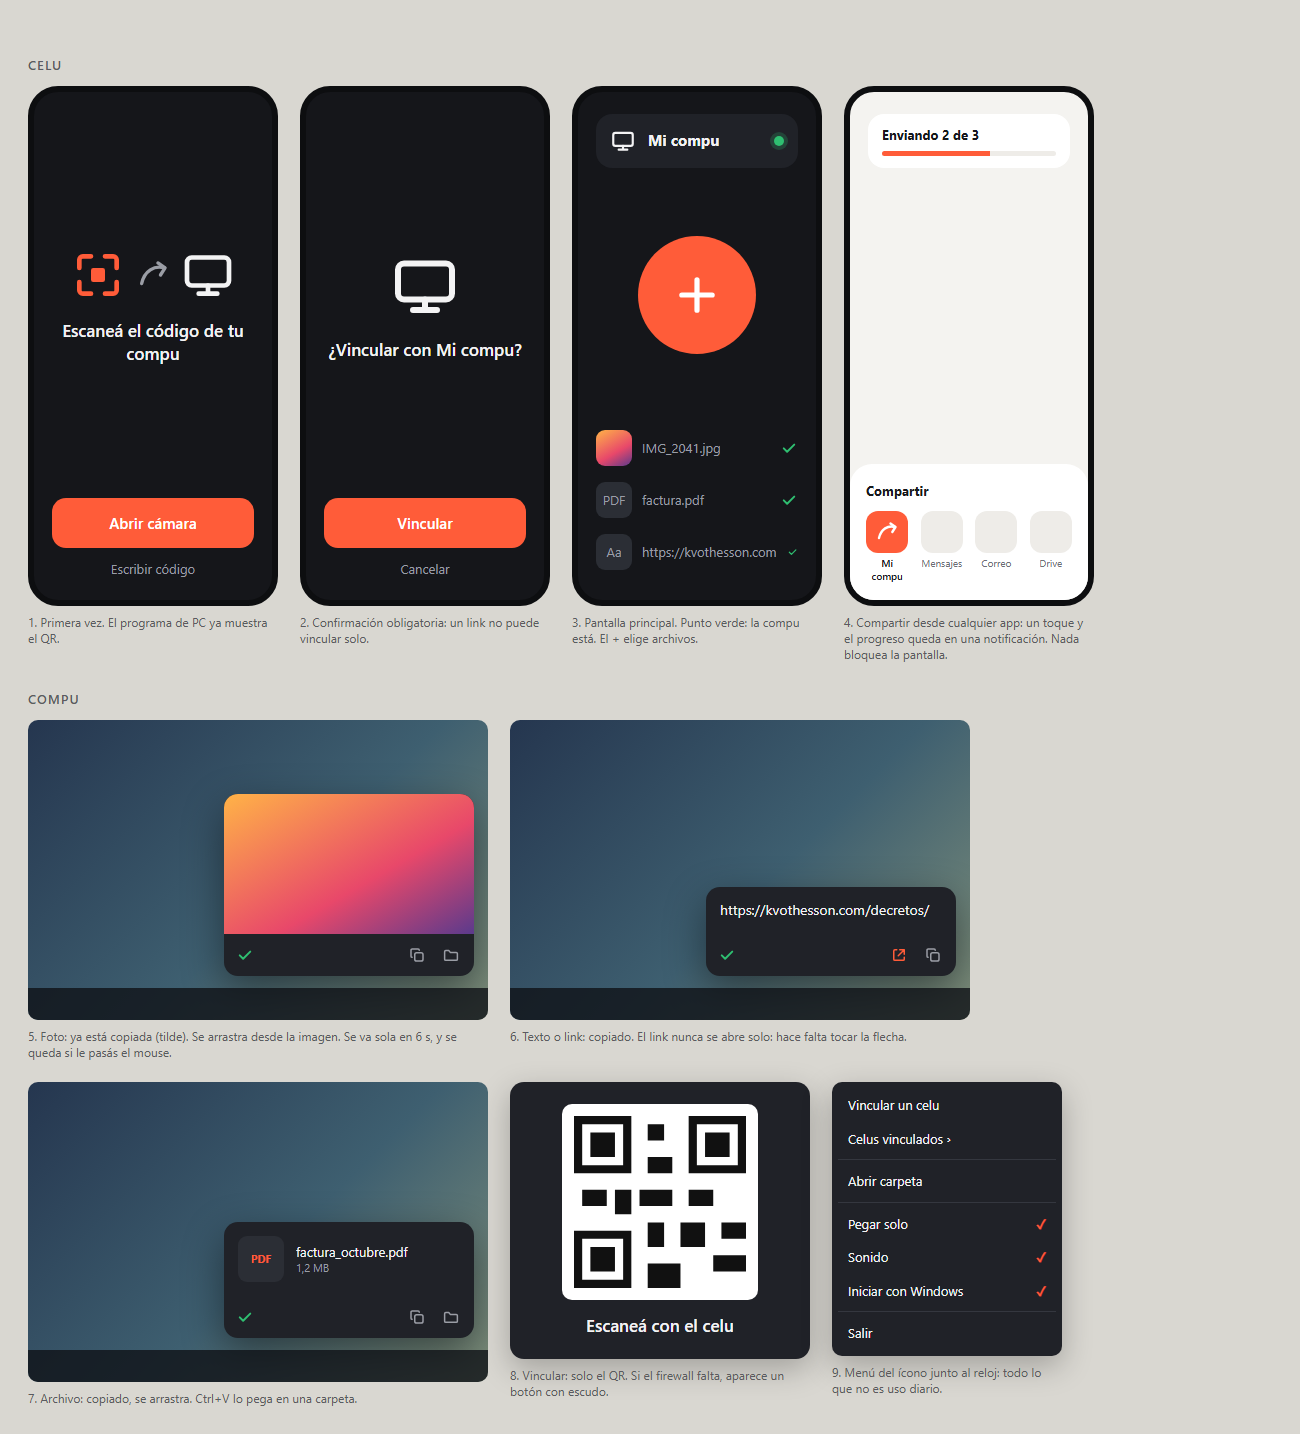 CELU
Escaneá el código de tu
compu
Abrir cámara
Escribir código
1. Primera vez. El programa de PC ya muestra
el QR.
¿Vincular con Mi compu?
Vincular
Cancelar
2. Confirmación obligatoria: un link no puede
vincular solo.
Mi compu
IMG_2041.jpg
PDF
factura.pdf
Aa
https://kvothesson.com
3. Pantalla principal. Punto verde: la compu
está. El + elige archivos.
Enviando 2 de 3
Compartir
Mi
compu
Mensajes
Correo
Drive
4. Compartir desde cualquier app: un toque y
el progreso queda en una notificación. Nada
bloquea la pantalla.
COMPU
5. Foto: ya está copiada (tilde). Se arrastra desde la imagen. Se va sola en 6 s, y se
queda si le pasás el mouse.
https://kvothesson.com/decretos/
6. Texto o link: copiado. El link nunca se abre solo: hace falta tocar la flecha.
PDF
factura_octubre.pdf
1,2 MB
7. Archivo: copiado, se arrastra. Ctrl+V lo pega en una carpeta.
Escaneá con el celu
8. Vincular: solo el QR. Si el firewall falta, aparece un
botón con escudo.
Vincular un celu
Celus vinculados ›
Abrir carpeta
Pegar solo
Sonido
Iniciar con Windows
Salir
9. Menú del ícono junto al reloj: todo lo
que no es uso diario.